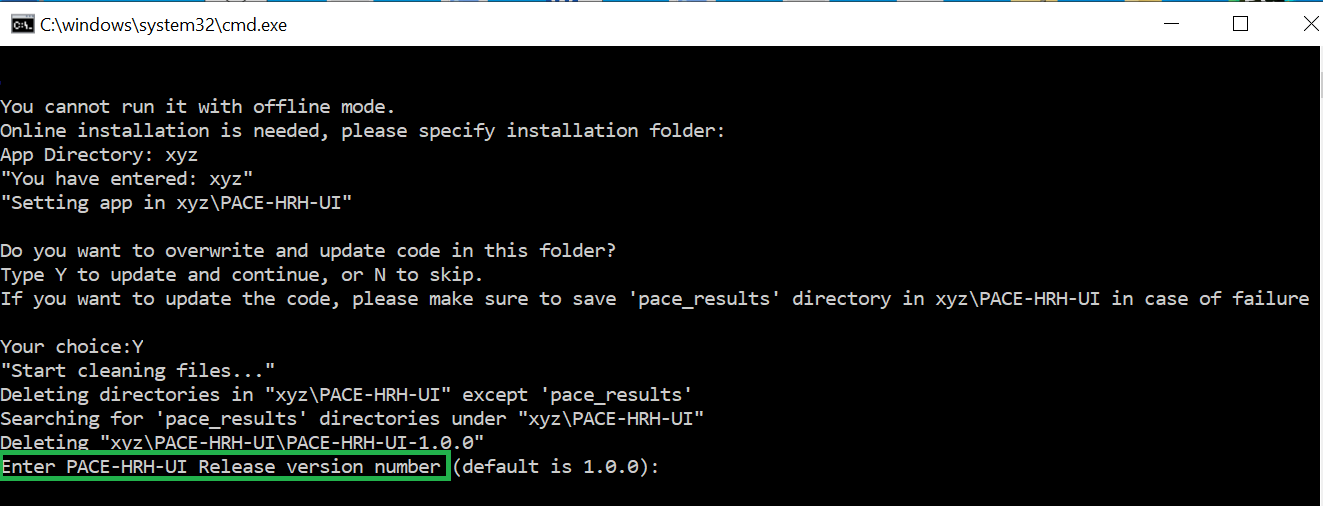 C:\windows\system32\cmd.exe
You cannot run it with offline mode.
Online installation is needed, please specify installation folder:
App Directory: xyz
"You have entered: xyz"
"Setting app in xyz\PACE-HRH-UI"
Do you want to overwrite and update code in this folder?
Type Y to update and continue, or N to skip.
If you want to update the code, please make sure to save 'pace_results' directory in xyz\PACE-HRH-UI in case of failure
Your choice:Y
"Start cleaning files..."
Deleting directories in "xyz\PACE-HRH-UI" except 'pace_results'
Searching for 'pace_results' directories under "xyz\PACE-HRH-UI"
Deleting "xyz\PACE-HRH-UI\PACE-HRH-UI-1.0.0"
Enter PACE-HRH-UI Release version number (default is 1.0.0):